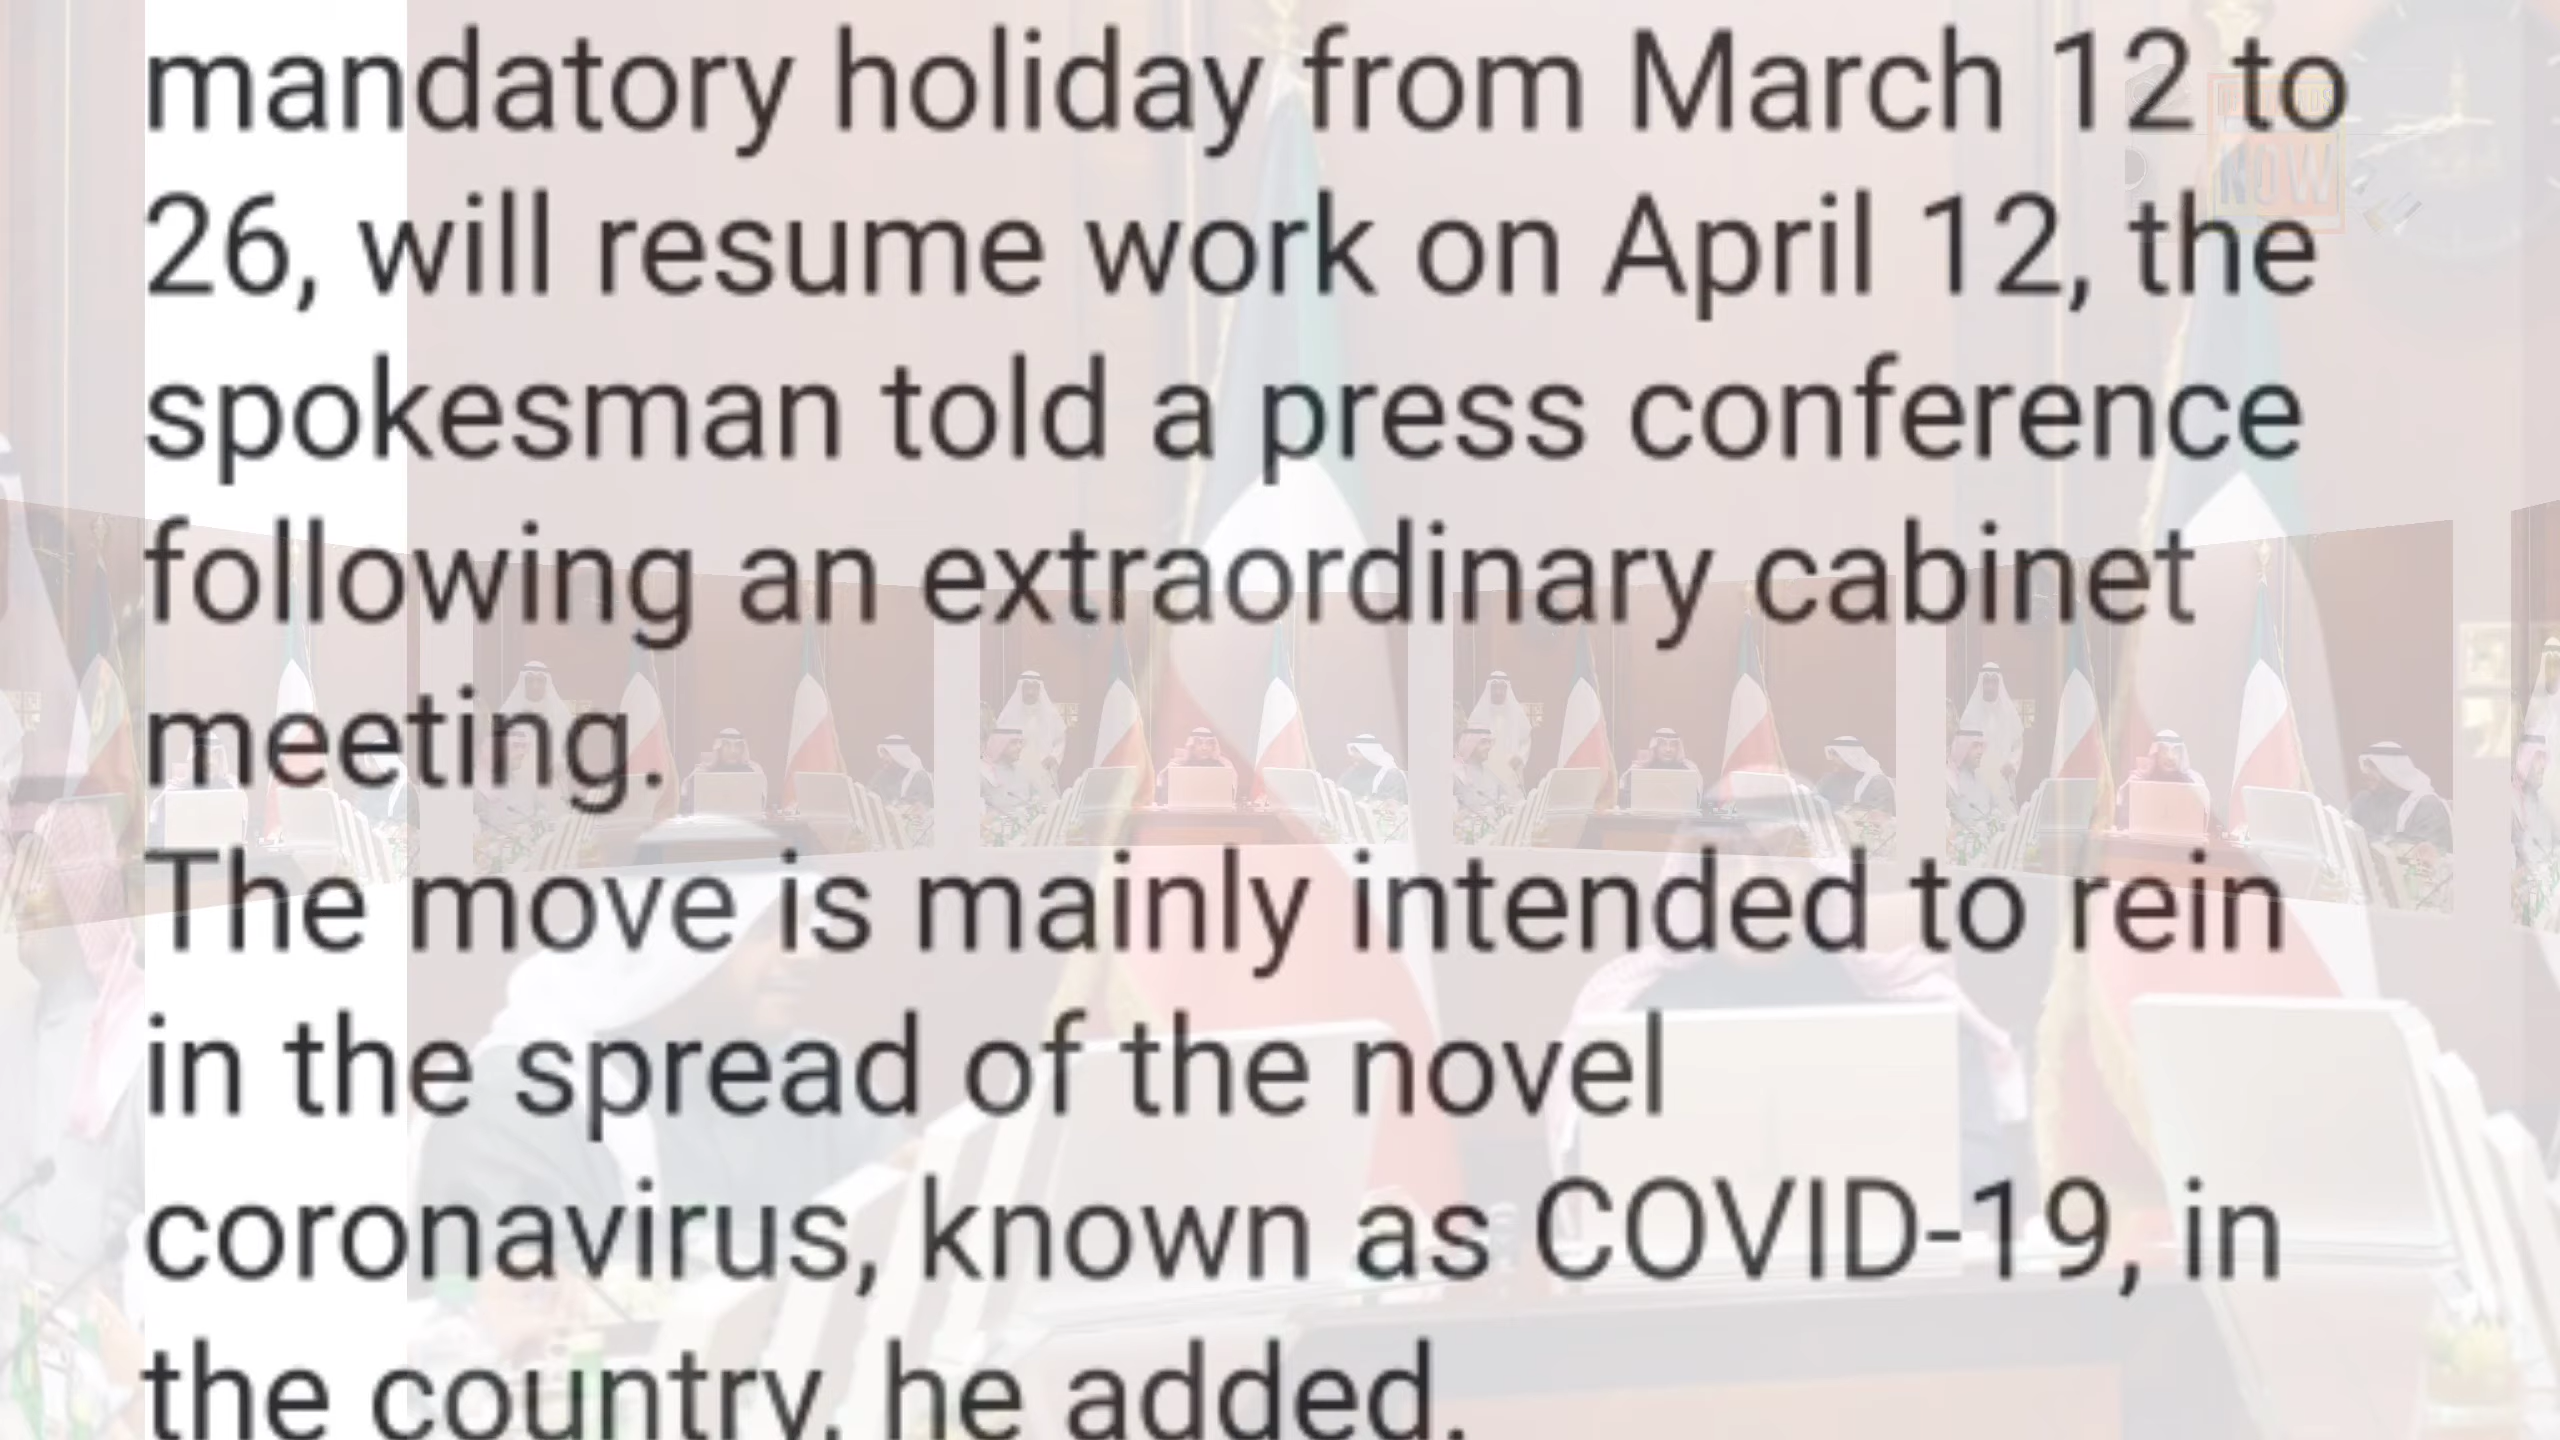 mandatory holiday from March 12 to
26, will resume work on April 12, the
spokesman told a press conference
following an extraordinary cabinet
meeting.
The move is mainly intended to rein
in the spread of the novel
coronavirus, known as COVID-19, in
the country, he added.
NOW